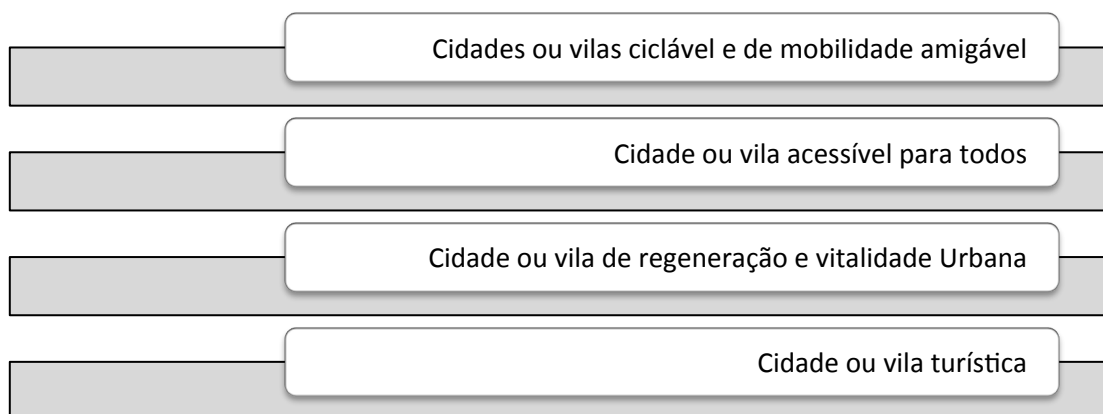 Cidades ou vilas ciclável e de mobilidade amigável
Cidade ou vila acessível para todos
Cidade ou vila de regeneração e vitalidade Urbana
Cidade ou vila turística